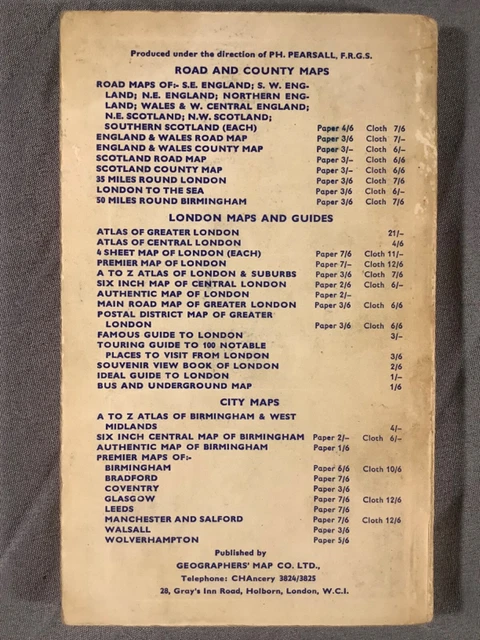 Produced under the direction of PH. PEARSALL, F.R.G.S.
ROAD AND COUNTY MAPS
ROAD MAPS OF:- S.E. ENGLAND; S. W. ENG-
LAND; N.E. ENGLAND; NORTHERN ENG-
LAND; WALES & W. CENTRAL ENGLAND;
N.E. SCOTLAND; N.W. SCOTLAND;
SOUTHERN SCOTLAND (EACH) Paper 4/6 Cloth 7/6
ENGLAND & WALES ROAD MAP Paper 3/6 Cloth 7/-
ENGLAND & WALES COUNTY MAP Paper 3/- Cloth 6/6
SCOTLAND ROAD MAP Paper 3/- Cloth 6/6
SCOTLAND COUNTY MAP Paper 3/- Cloth 6/6
35 MILES ROUND LONDON Paper 3/6 Cloth 7/6
LONDON TO THE SEA Paper 3/6 Cloth 6/-
50 MILES ROUND BIRMINGHAM Paper 3/6 Cloth 7/6
LONDON MAPS AND GUIDES
ATLAS OF GREATER LONDON 21/-
ATLAS OF CENTRAL LONDON 4/6
4 SHEET MAP OF LONDON (EACH) Paper 7/6 Cloth 11/-
PREMIER MAP OF LONDON Paper 7/- Cloth 12/6
A TO Z ATLAS OF LONDON & SUBURBS Paper 3/6 Cloth 7/6
SIX INCH MAP OF CENTRAL LONDON Paper 2/6 Cloth 6/-
AUTHENTIC MAP OF LONDON Paper 2/-
MAIN ROAD MAP OF GREATER LONDON Paper 3/6 Cloth 6/6
POSTAL DISTRICT MAP OF GREATER
LONDON Paper 3/6 Cloth 6/6
FAMOUS GUIDE TO LONDON 3/-
TOURING GUIDE TO 100 NOTABLE
PLACES TO VISIT FROM LONDON 3/6
SOUVENIR VIEW BOOK OF LONDON 2/6
IDEAL GUIDE TO LONDON 1/-
BUS AND UNDERGROUND MAP 1/6
CITY MAPS
A TO Z ATLAS OF BIRMINGHAM & WEST
MIDLANDS 4/-
SIX INCH CENTRAL MAP OF BIRMINGHAM Paper 2/- Cloth 6/-
AUTHENTIC MAP OF BIRMINGHAM Paper 1/6
PREMIER MAPS OF:-
BIRMINGHAM Paper 6/6 Cloth 10/6
BRADFORD Paper 7/6
COVENTRY Paper 3/6
GLASGOW Paper 7/6 Cloth 12/6
LEEDS Paper 7/6
MANCHESTER AND SALFORD Paper 7/6 Cloth 12/6
WALSALL Paper 3/6
WOLVERHAMPTON Paper 5/6
Published by
GEOGRAPHERS' MAP CO. LTD.,
Telephone: CHAncery 3824/3825
28, Gray's Inn Road, Holborn, London, W.C.I.